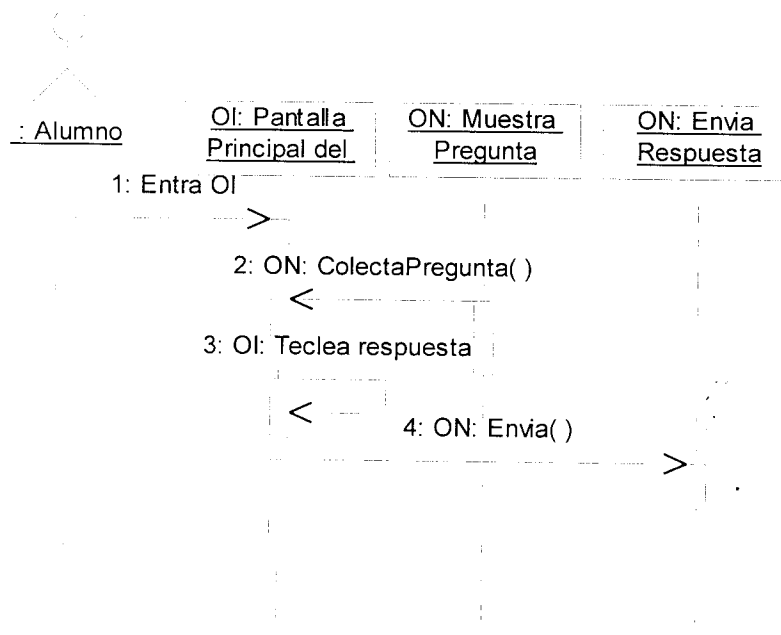 : Alumno
OI: Pantalla
Principal del
ON: Muestra
Pregunta
ON: Envia
Respuesta
1: Entra OI
2: ON: ColectaPregunta( )
3: OI: Teclea respuesta
4: ON: Envia( )